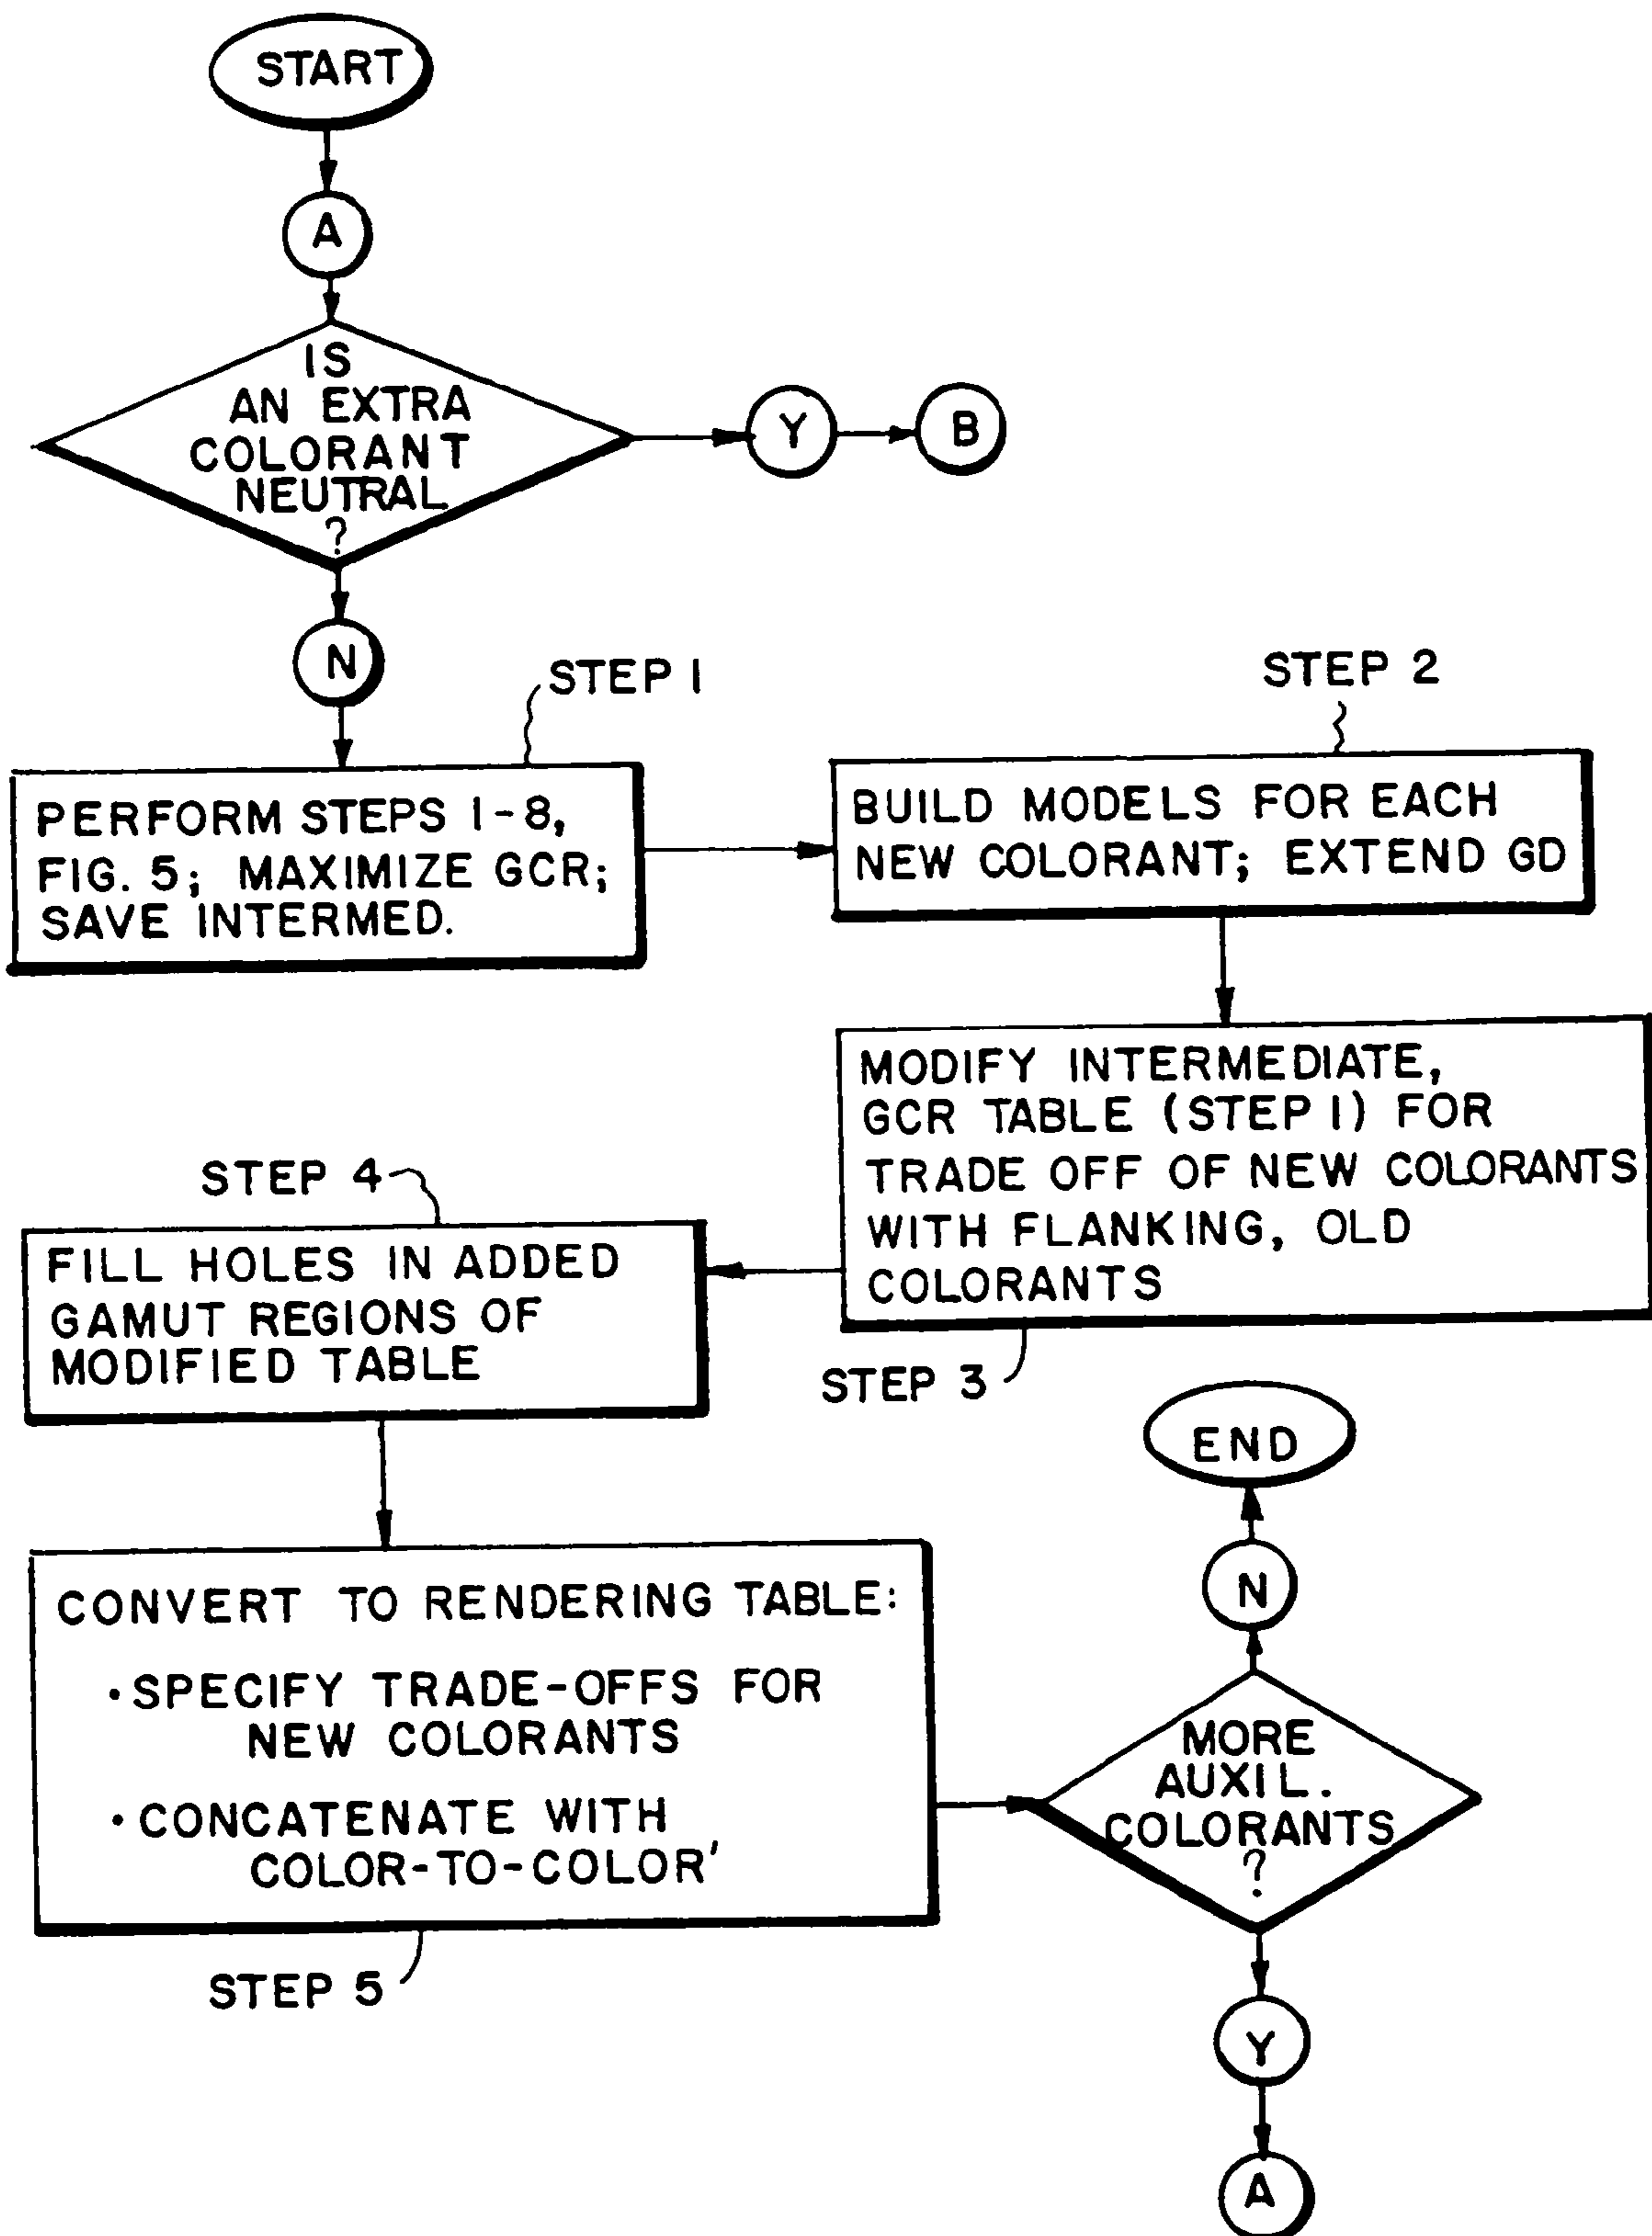 START
A
IS
AN EXTRA
COLORANT
NEUTRAL
?
Y
B
N
STEP 1
PERFORM STEPS 1-8,
FIG. 5; MAXIMIZE GCR;
SAVE INTERMED.
STEP 2
BUILD MODELS FOR EACH
NEW COLORANT; EXTEND GD
MODIFY INTERMEDIATE,
GCR TABLE (STEP 1) FOR
TRADE OFF OF NEW COLORANTS
WITH FLANKING, OLD
COLORANTS
STEP 3
STEP 4
FILL HOLES IN ADDED
GAMUT REGIONS OF
MODIFIED TABLE
CONVERT TO RENDERING TABLE:
• SPECIFY TRADE-OFFS FOR
NEW COLORANTS
• CONCATENATE WITH
COLOR-TO-COLOR'
STEP 5
END
N
MORE
AUXIL.
COLORANTS
?
Y
A